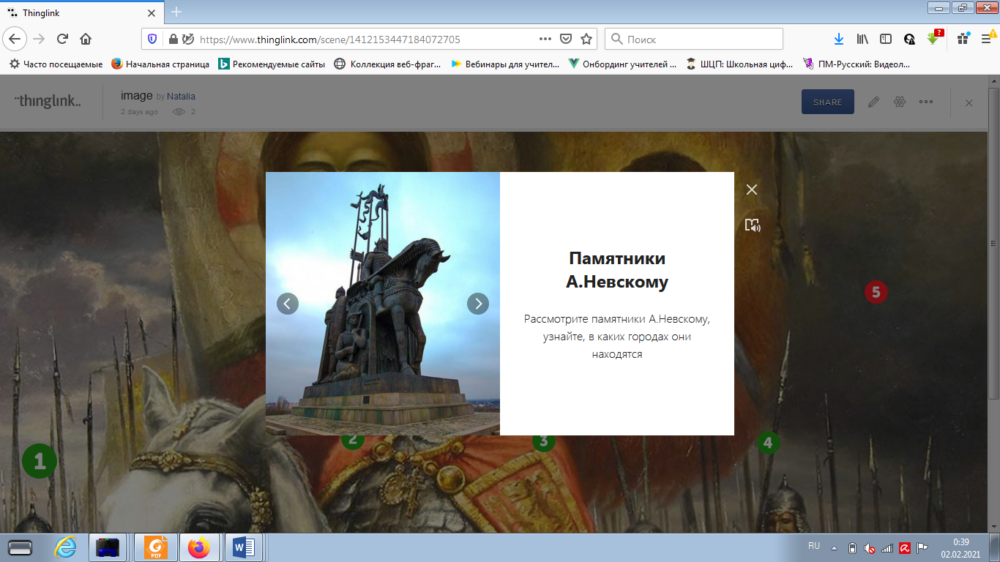 Thinglink
https://www.thinglink.com/scene/1412153447184072705
Поиск
Часто посещаемые
Начальная страница
Рекомендуемые сайты
Коллекция веб-фраг...
Вебинары для учител...
Онбординг учителей ...
ШЦП: Школьная циф...
ПМ-Русский: Видеол...
thinglink..
image by Natalia
2 days ago 2
SHARE
Памятники
А.Невскому
Рассмотрите памятники А.Невскому,
узнайте, в каких городах они
находятся
5
1
2
3
4
PDF
W
RU
0:39
02.02.2021